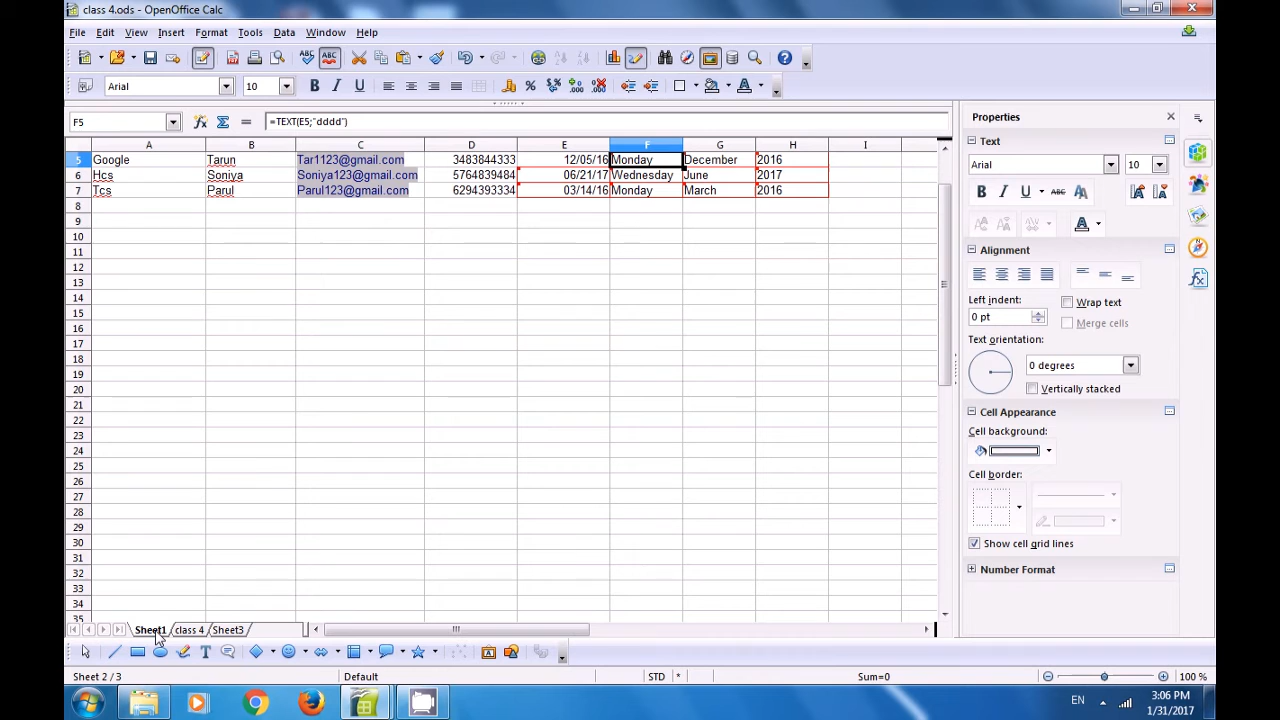 class 4.ods - OpenOffice Calc
File Edit View Insert Format Tools Data Window Help
ABC ABC
Arial 10 B I U %
F5 =TEXT(E5;"dddd")
A B C D E F G H I
5 Google Tarun Tar1123@gmail.com 3483844333 12/05/16 Monday December 2016
6 Hcs Soniya Soniya123@gmail.com 5764839484 06/21/17 Wednesday June 2017
7 Tcs Parul Parul123@gmail.com 6294393334 03/14/16 Monday March 2016
8
9
10
11
12
13
14
15
16
17
18
19
20
21
22
23
24
25
26
27
28
29
30
31
32
33
34
35
Sheet1 class 4 Sheet3
Properties
Text
Arial 10
B I U ABC
Alignment
Left indent: Wrap text
0 pt Merge cells
Text orientation:
0 degrees
Vertically stacked
Cell Appearance
Cell background:
Cell border:
Show cell grid lines
Number Format
Sheet 2 / 3 Default STD * Sum=0 100 %
EN 3:06 PM
1/31/2017